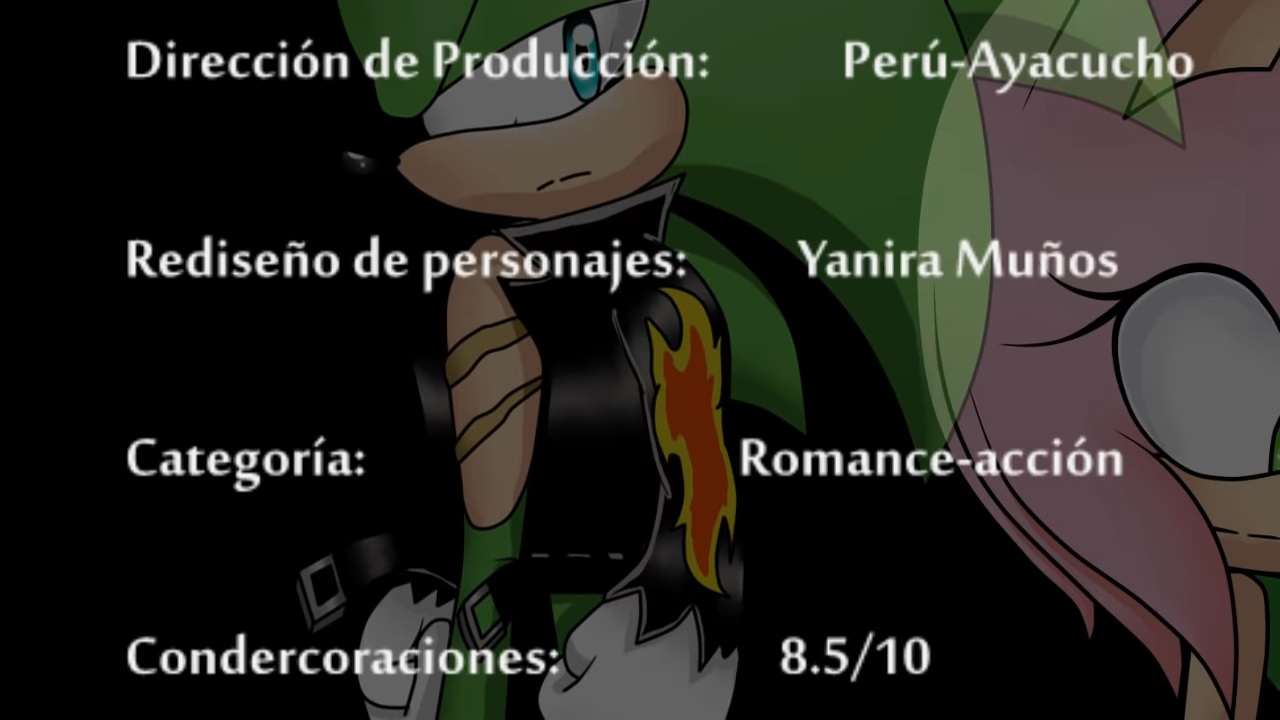 Dirección de Producción: Perú-Ayacucho
Rediseño de personajes: Yanira Muños
Categoría: Romance-acción
Condercoraciones: 8.5/10